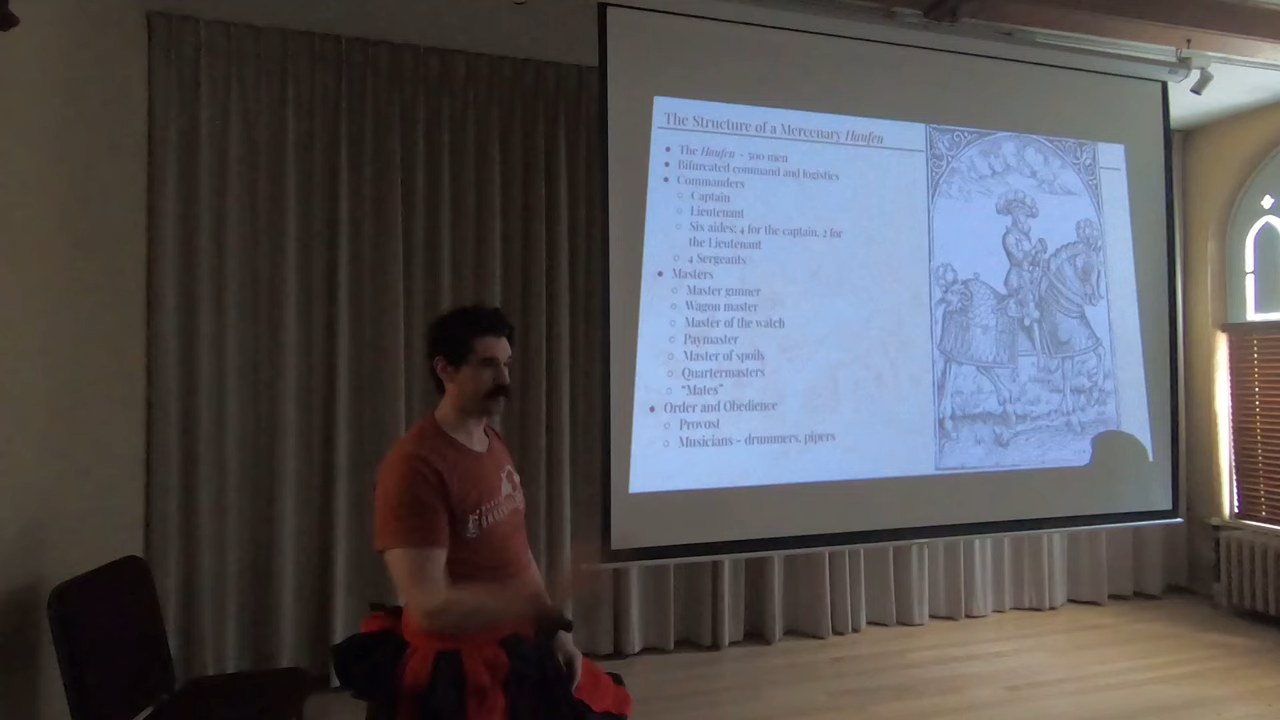 The Structure of a Mercenary Haufen
The Haufen ~ 500 men
Bifurcated command and logistics
Commanders
Captain
Lieutenant
Six aides; 4 for the captain, 2 for
the Lieutenant
4 Sergeants
Masters
Master gunner
Wagon master
Master of the watch
Paymaster
Master of spoils
Quartermasters
"Mates"
Order and Obedience
Provost
Musicians - drummers, pipers